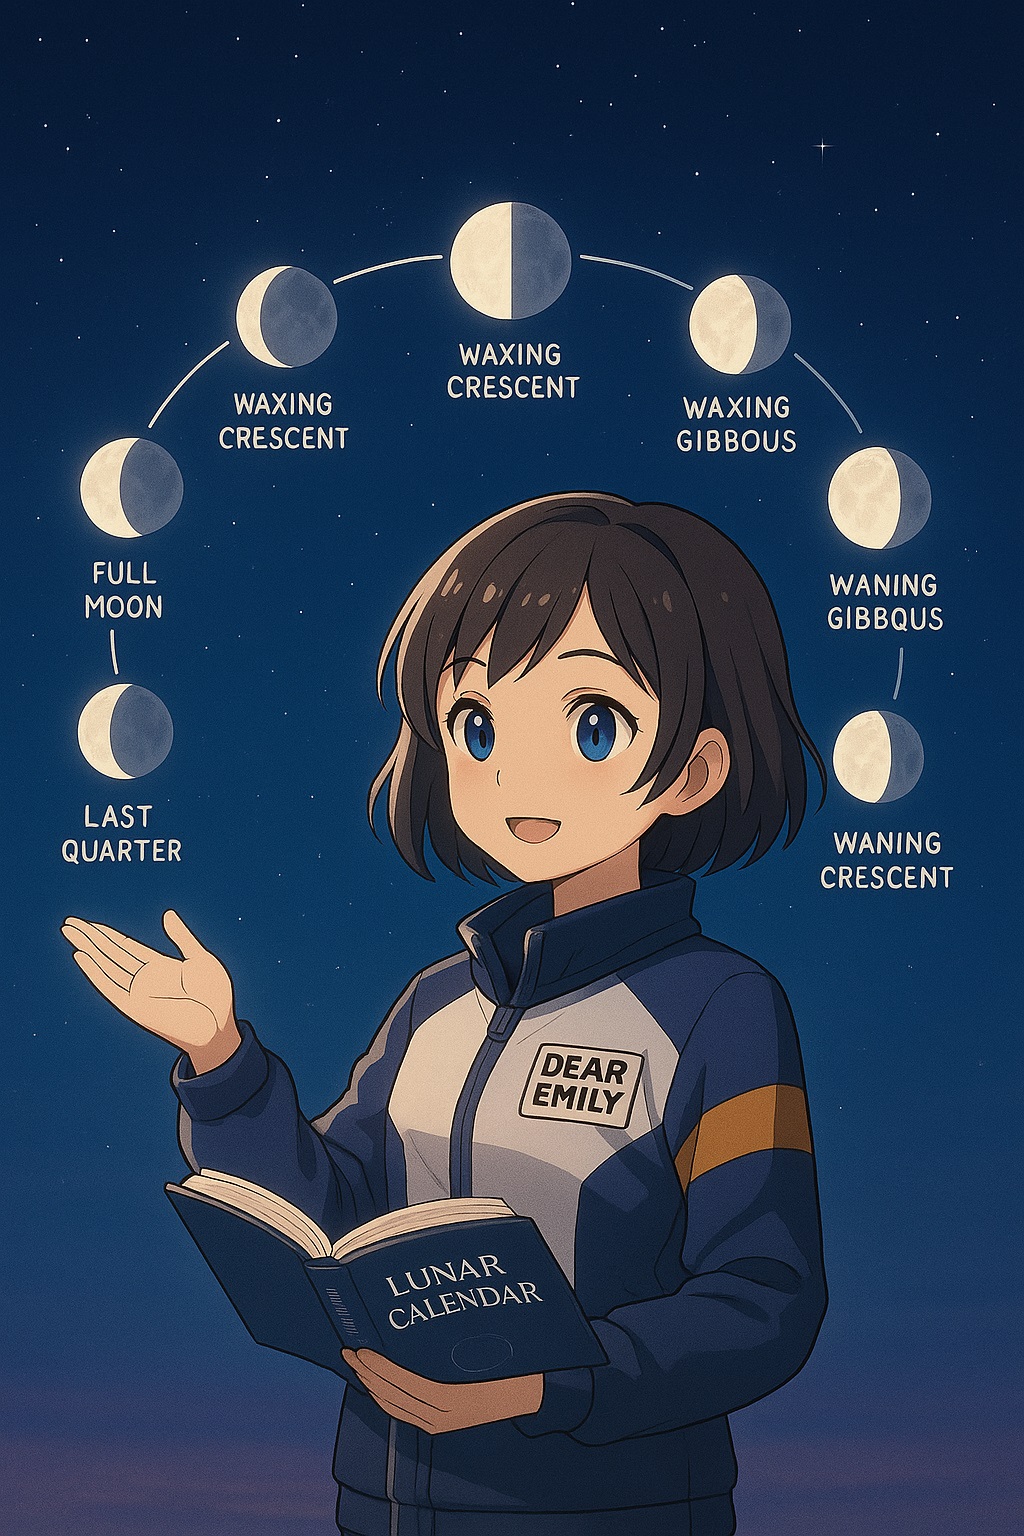 WAXING
CRESCENT
WAXING
CRESCENT
WAXING
GIBBOUS
FULL
MOON
WANING
GIBBQUS
LAST
QUARTER
WANING
CRESCENT
DEAR
EMILY
LUNAR
CALENDAR